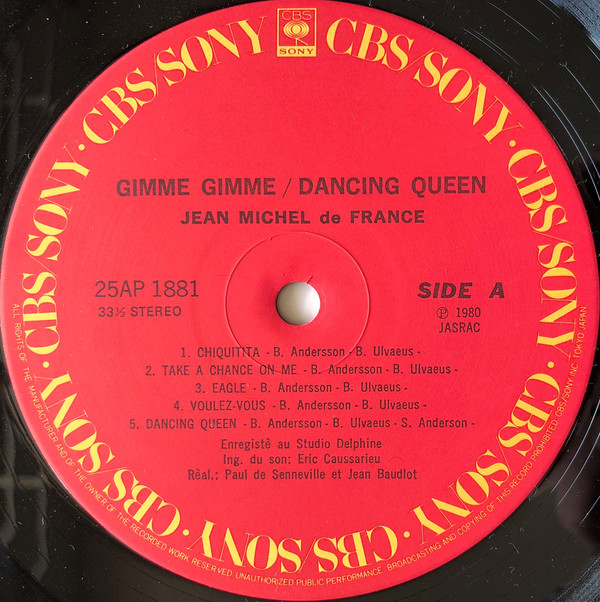 CBS
SONY
CBS/SONY · CBS/SONY · CBS/SONY · CBS/SONY · CBS/SONY · CBS/SONY · CBS/SONY · CBS/SONY
GIMME GIMME / DANCING QUEEN
JEAN MICHEL de FRANCE
25AP 1881
33⅓ STEREO
SIDE A
Ⓟ 1980
JASRAC
1. CHIQUITITA - B. Andersson - B. Ulvaeus -
2. TAKE A CHANCE ON ME - B. Andersson - B. Ulvaeus -
3. EAGLE - B. Andersson - B. Ulvaeus -
4. VOULEZ-VOUS - B. Andersson - B. Ulvaeus -
5. DANCING QUEEN - B. Andersson - B. Ulvaeus - S. Anderson -
Enregistê au Studio Delphine
Ing. du son: Eric Caussarieu
Rèal.: Paul de Senneville et Jean Baudlot
ALL RIGHTS OF THE MANUFACTURER AND OF THE OWNER OF THE RECORDED WORK RESERVED UNAUTHORIZED PUBLIC PERFORMANCE, BROADCASTING AND COPYING OF THIS RECORD PROHIBITED CBS/SONY INC. TOKYO JAPAN